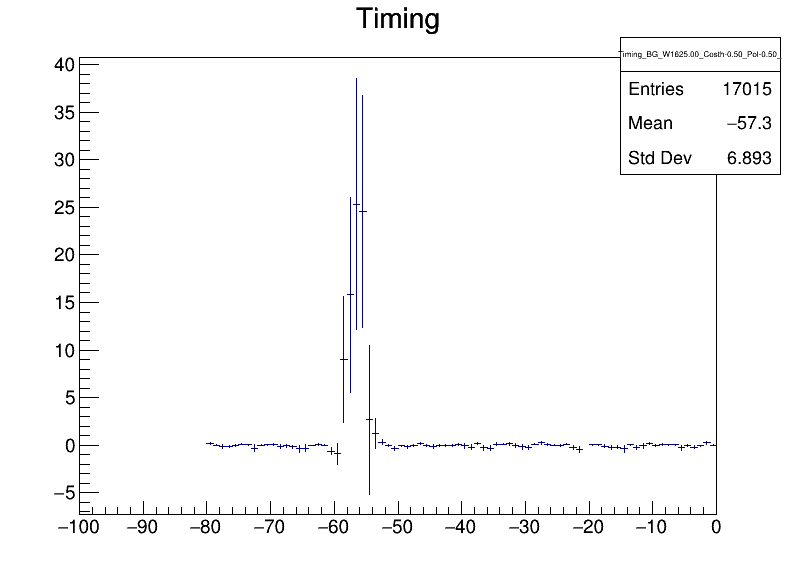 Timing
Timing_BG_W1625.00_Costh-0.50_Pol-0.50_
Entries 17015
Mean −57.3
Std Dev 6.893
40
35
30
25
20
15
10
5
0
−5
−100 −90 −80 −70 −60 −50 −40 −30 −20 −10 0